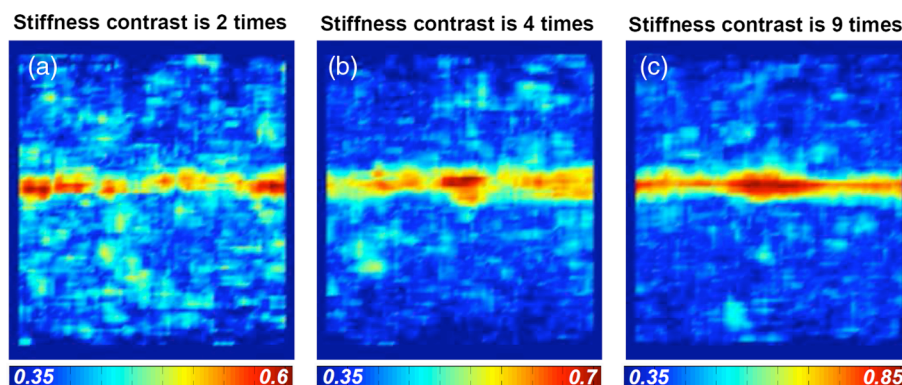 Stiffness contrast is 2 times
Stiffness contrast is 4 times
Stiffness contrast is 9 times
(a)
(b)
(c)
0.35 0.6
0.35 0.7
0.35 0.85